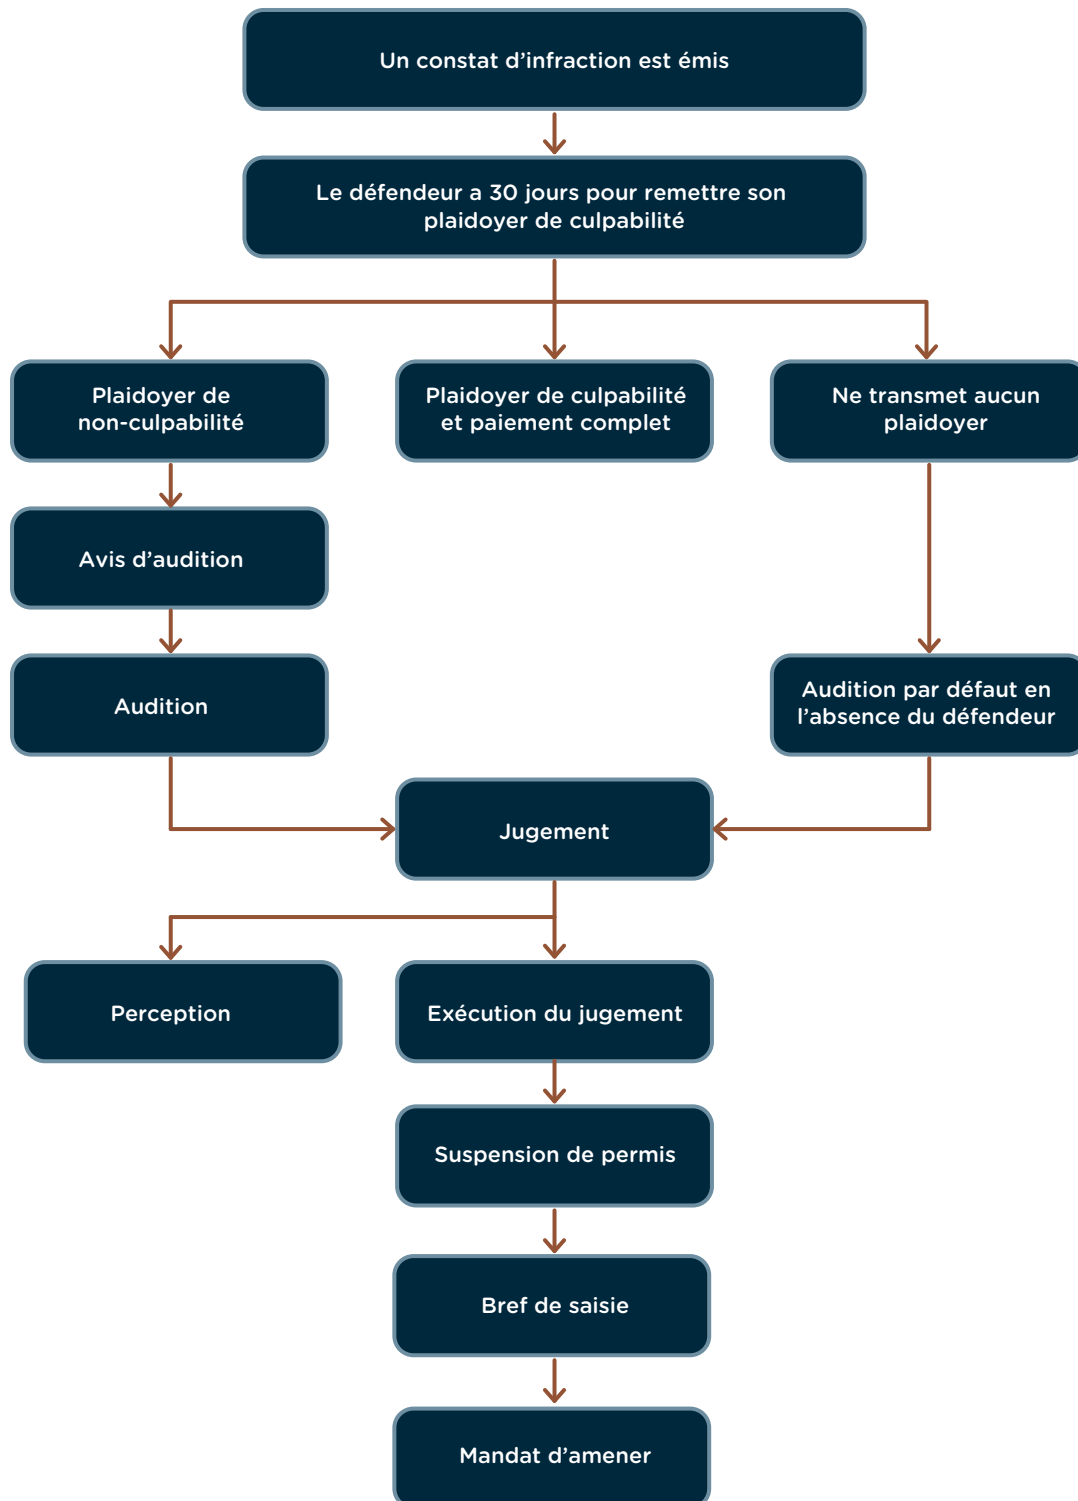 Un constat d’infraction est émis
Le défendeur a 30 jours pour remettre son
plaidoyer de culpabilité
Plaidoyer de
non-culpabilité
Plaidoyer de culpabilité
et paiement complet
Ne transmet aucun
plaidoyer
Avis d’audition
Audition
Audition par défaut en
l’absence du défendeur
Jugement
Perception
Exécution du jugement
Suspension de permis
Bref de saisie
Mandat d’amener